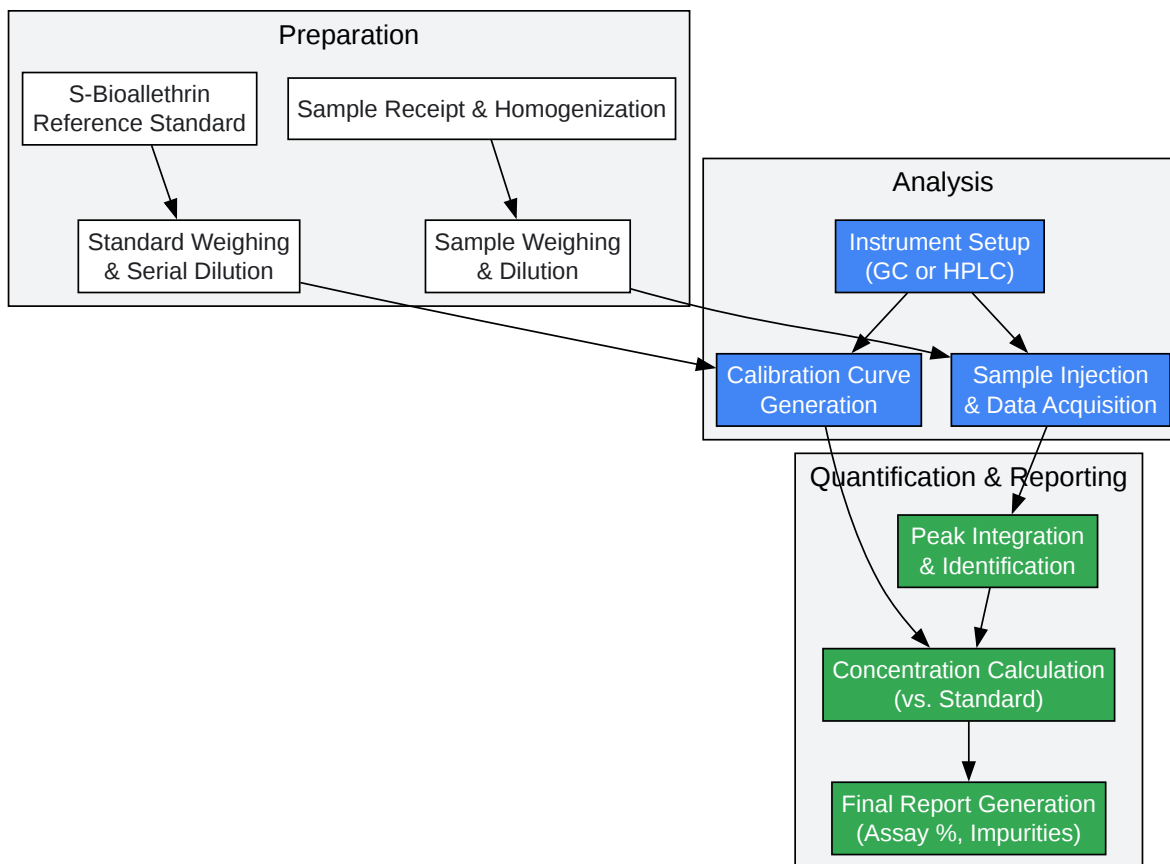 Preparation
S-Bioallethrin
Reference Standard
Sample Receipt & Homogenization
Standard Weighing
& Serial Dilution
Sample Weighing
& Dilution
Analysis
Instrument Setup
(GC or HPLC)
Calibration Curve
Generation
Sample Injection
& Data Acquisition
Quantification & Reporting
Peak Integration
& Identification
Concentration Calculation
(vs. Standard)
Final Report Generation
(Assay %, Impurities)